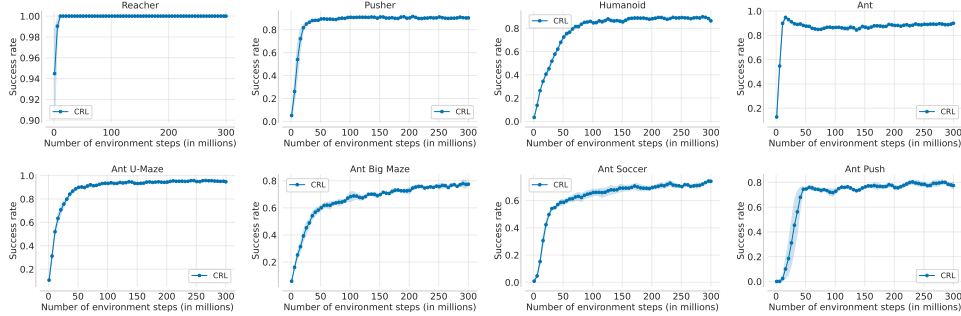 Reacher
Success rate
1.00
0.98
0.96
0.94
0.92
0.90
CRL
0 100 200 300
Number of environment steps (in millions)
Pusher
Success rate
0.8
0.6
0.4
0.2
0.0
CRL
0 50 100 150 200 250 300
Number of environment steps (in millions)
Humanoid
Success rate
0.8
0.6
0.4
0.2
0.0
CRL
0 50 100 150 200 250 300
Number of environment steps (in millions)
Ant
Success rate
1.0
0.8
0.6
0.4
0.2
CRL
0 100 200 300
Number of environment steps (in millions)
Ant U-Maze
Success rate
1.0
0.8
0.6
0.4
0.2
CRL
0 50 100 150 200 250 300
Number of environment steps (in millions)
Ant Big Maze
Success rate
0.8
0.6
0.4
0.2
CRL
0 50 100 150 200 250 300
Number of environment steps (in millions)
Ant Soccer
Success rate
0.6
0.4
0.2
0.0
CRL
0 50 100 150 200 250 300
Number of environment steps (in millions)
Ant Push
Success rate
0.8
0.6
0.4
0.2
0.0
CRL
0 50 100 150 200 250 300
Number of environment steps (in millions)